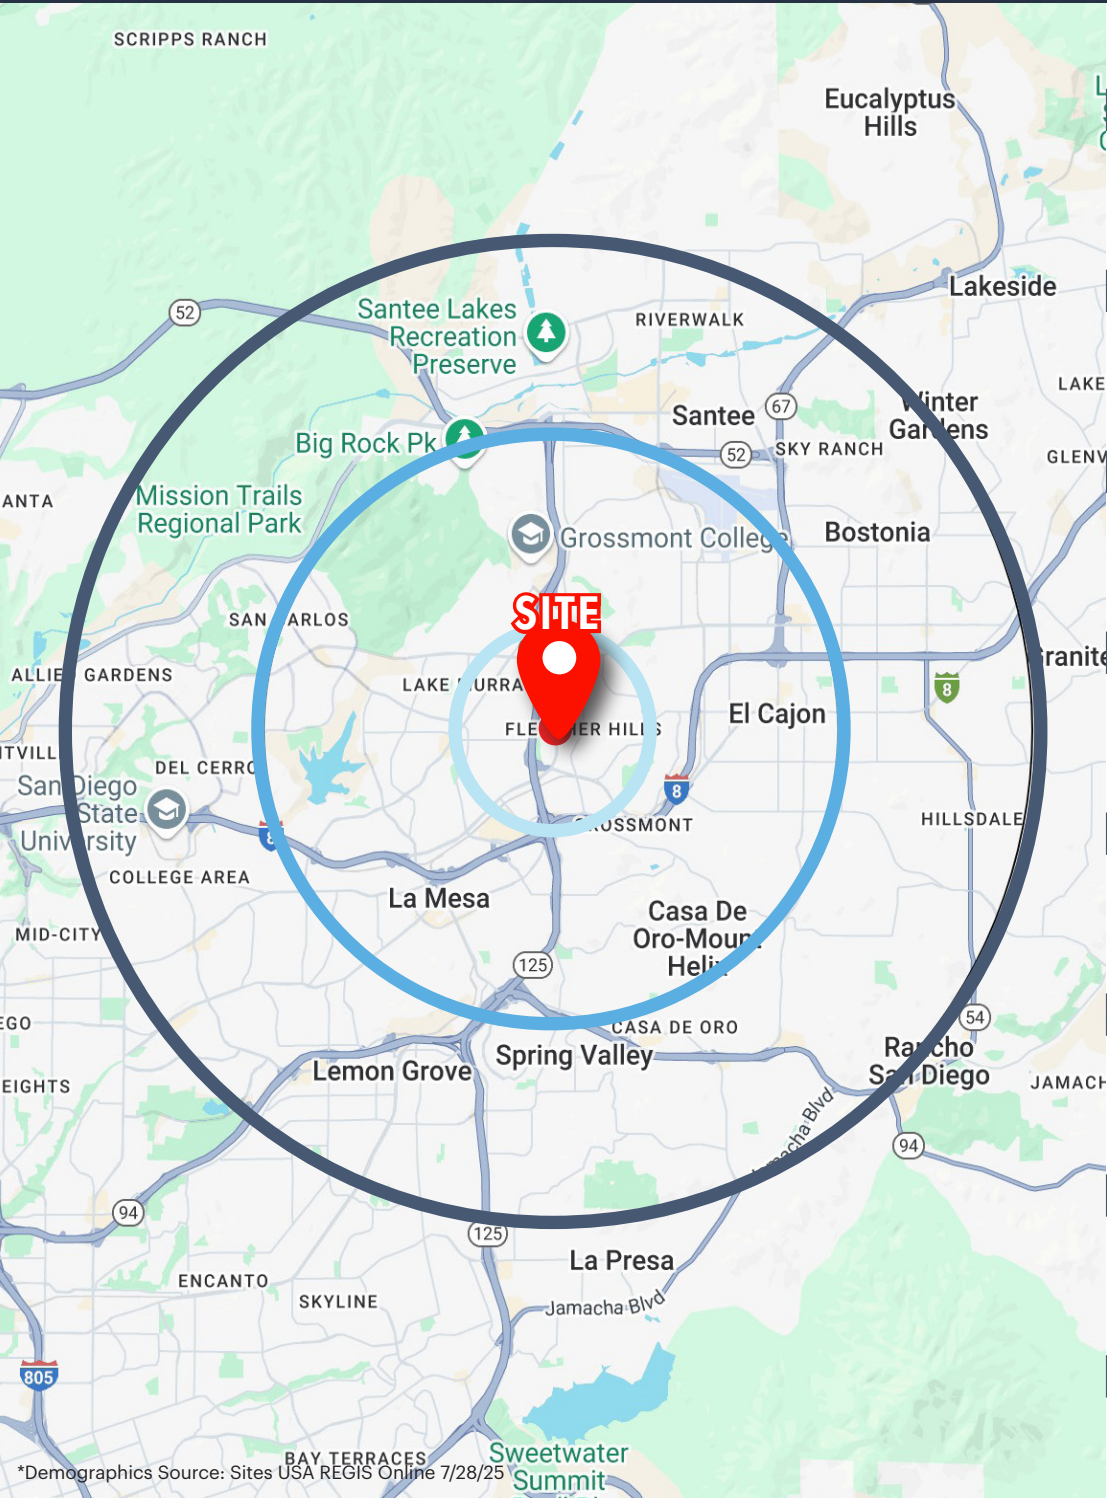 SCRIPPS RANCH
Eucalyptus
Hills
Lakeside
52
Santee Lakes
Recreation
Preserve
RIVERWALK
LAKE
Santee
67
Winter
Gardens
Big Rock Pk
52
SKY RANCH
GLENV
ANTA
Mission Trails
Regional Park
Grossmont College
Bostonia
SITE
SAN CARLOS
Granite
ALLIED GARDENS
LAKE MURRA
8
FLETCHER HILLS
El Cajon
DEL CERRO
San Diego
State
University
8
GROSSMONT
HILLSDALE
8
COLLEGE AREA
La Mesa
Casa De
Oro-Mount
Helix
MID-CITY
125
EGO
CASA DE ORO
54
Spring Valley
Rancho
San Diego
Lemon Grove
EIGHTS
JAMACH
Jamacha Blvd
94
94
125
La Presa
ENCANTO
SKYLINE
Jamacha Blvd
805
BAY TERRACES
Sweetwater
Summit
*Demographics Source: Sites USA REGIS Online 7/28/25